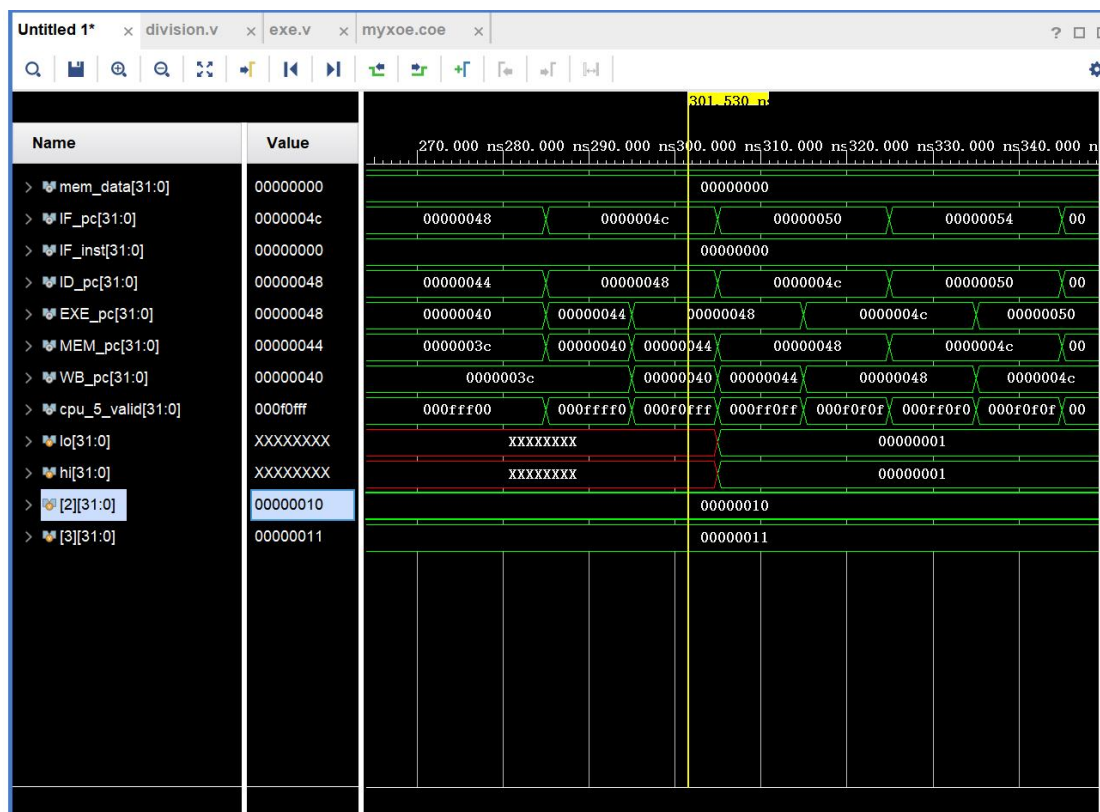 Untitled 1* × division.v × exe.v × myxoe.coe × ?
301.530 ns
Name Value 270.000 ns 280.000 ns 290.000 ns 300.000 ns 310.000 ns 320.000 ns 330.000 ns 340.000 n
> mem_data[31:0] 00000000 00000000
> IF_pc[31:0] 0000004c 00000048 0000004c 00000050 00000054 00
> IF_inst[31:0] 00000000 00000000
> ID_pc[31:0] 00000048 00000044 00000048 0000004c 00000050 00
> EXE_pc[31:0] 00000048 00000040 00000044 00000048 0000004c 00000050
> MEM_pc[31:0] 00000044 0000003c 00000040 00000044 00000048 0000004c 00
> WB_pc[31:0] 00000040 0000003c 00000040 00000044 00000048 0000004c
> cpu_5_valid[31:0] 000f0fff 000fff00 000ffff0 000f0fff 000ff0ff 000f0f0f 000ff0f0 000f0f0f 00
> lo[31:0] XXXXXXXX XXXXXXXX 00000001
> hi[31:0] XXXXXXXX XXXXXXXX 00000001
> [2][31:0] 00000010 00000010
> [3][31:0] 00000011 00000011